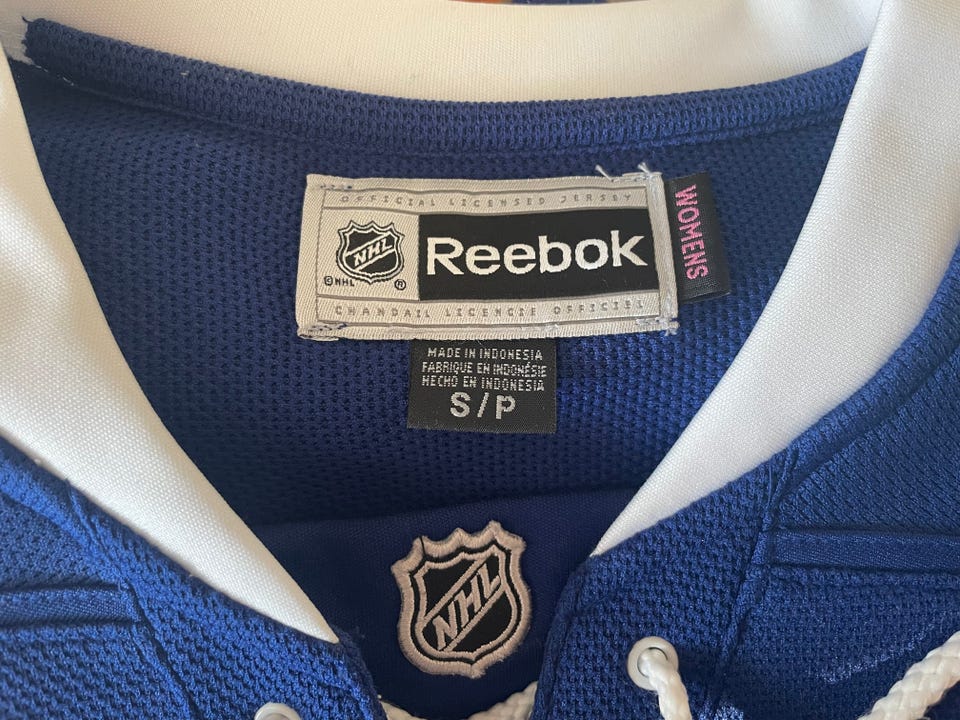 OFFICIAL LICENSED JERSEY
NHL
Reebok
©NHL ®
CHANDAIL LICENCIE OFFICIEL
WOMENS
MADE IN INDONESIA
FABRIQUE EN INDONÉSIE
HECHO EN INDONESIA
S/P
NHL